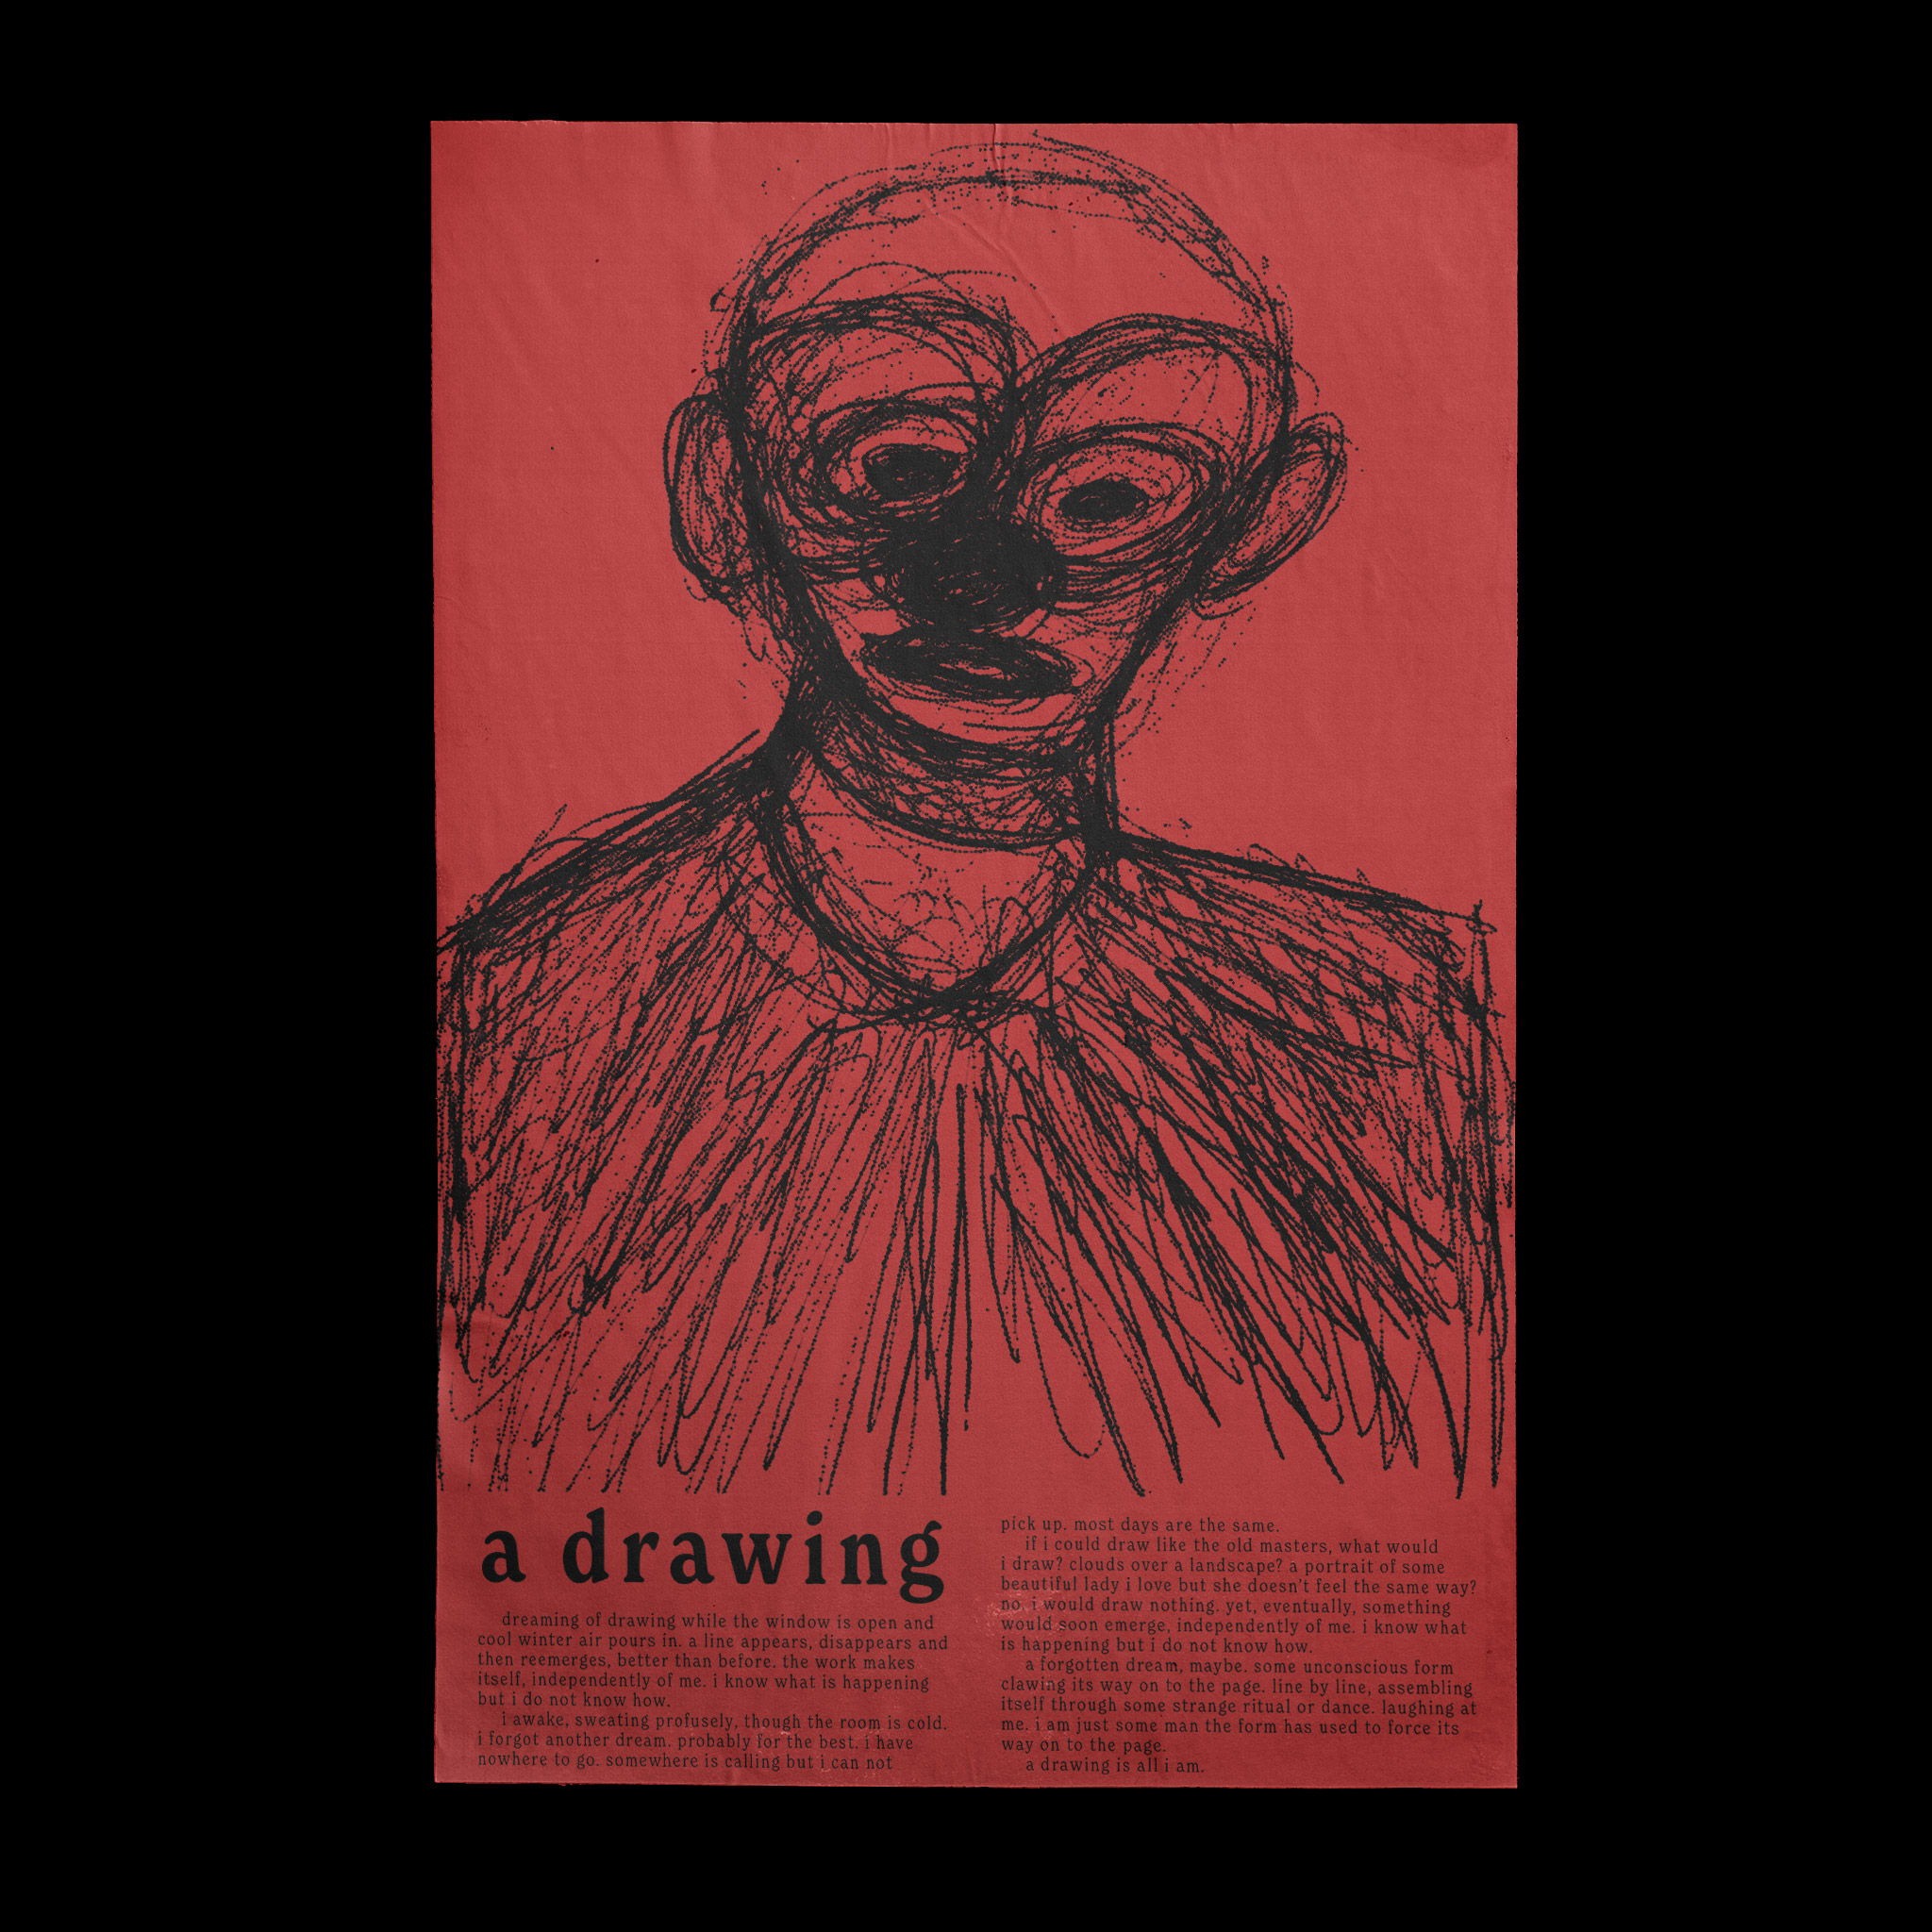 a drawing
dreaming of drawing while the window is open and
cool winter air pours in. a line appears, disappears and
then reemerges, better than before. the work makes
itself, independently of me. i know what is happening
but i do not know how.
i awake, sweating profusely, though the room is cold.
i forgot another dream. probably for the best. i have
nowhere to go. somewhere is calling but i can not
pick up. most days are the same.
if i could draw like the old masters, what would
i draw? clouds over a landscape? a portrait of some
beautiful lady i love but she doesn't feel the same way?
no. i would draw nothing. yet, eventually, something
would soon emerge, independently of me. i know what
is happening but i do not know how.
a forgotten dream, maybe. some unconscious form
clawing its way on to the page. line by line, assembling
itself through some strange ritual or dance. laughing at
me. i am just some man the form has used to force its
way on to the page.
a drawing is all i am.